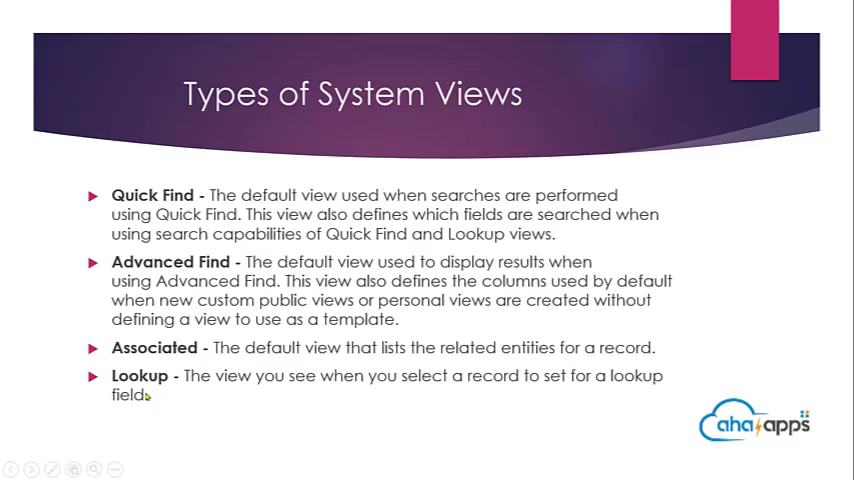 Types of System Views
Quick Find - The default view used when searches are performed
using Quick Find. This view also defines which fields are searched when
using search capabilities of Quick Find and Lookup views.
Advanced Find - The default view used to display results when
using Advanced Find. This view also defines the columns used by default
when new custom public views or personal views are created without
defining a view to use as a template.
Associated - The default view that lists the related entities for a record.
Lookup - The view you see when you select a record to set for a lookup
field.
aha apps